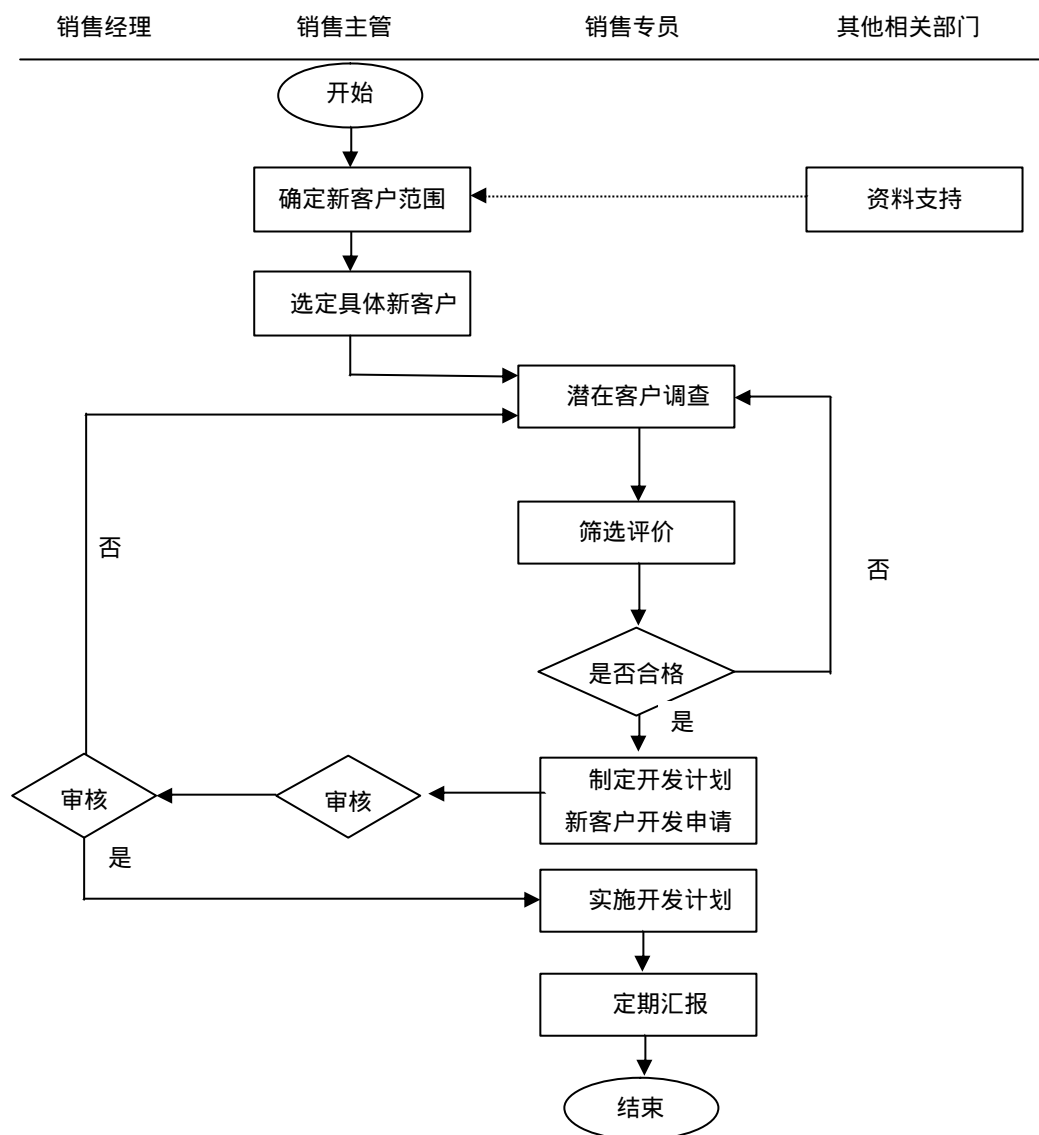 销售经理 销售主管 销售专员 其他相关部门
开始
确定新客户范围 资料支持
选定具体新客户
潜在客户调查
筛选评价
否
否
是否合格
是
制定开发计划
新客户开发申请
审核 审核
是
实施开发计划
定期汇报
结束